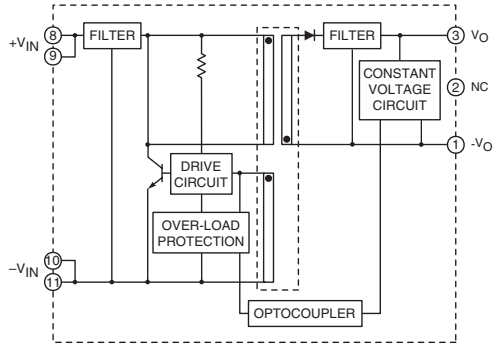 8 FILTER FILTER 3 VO
+VIN
9
CONSTANT
VOLTAGE
CIRCUIT
2 NC
1 -VO
DRIVE
CIRCUIT
OVER-LOAD
PROTECTION
10
–VIN
11
OPTOCOUPLER